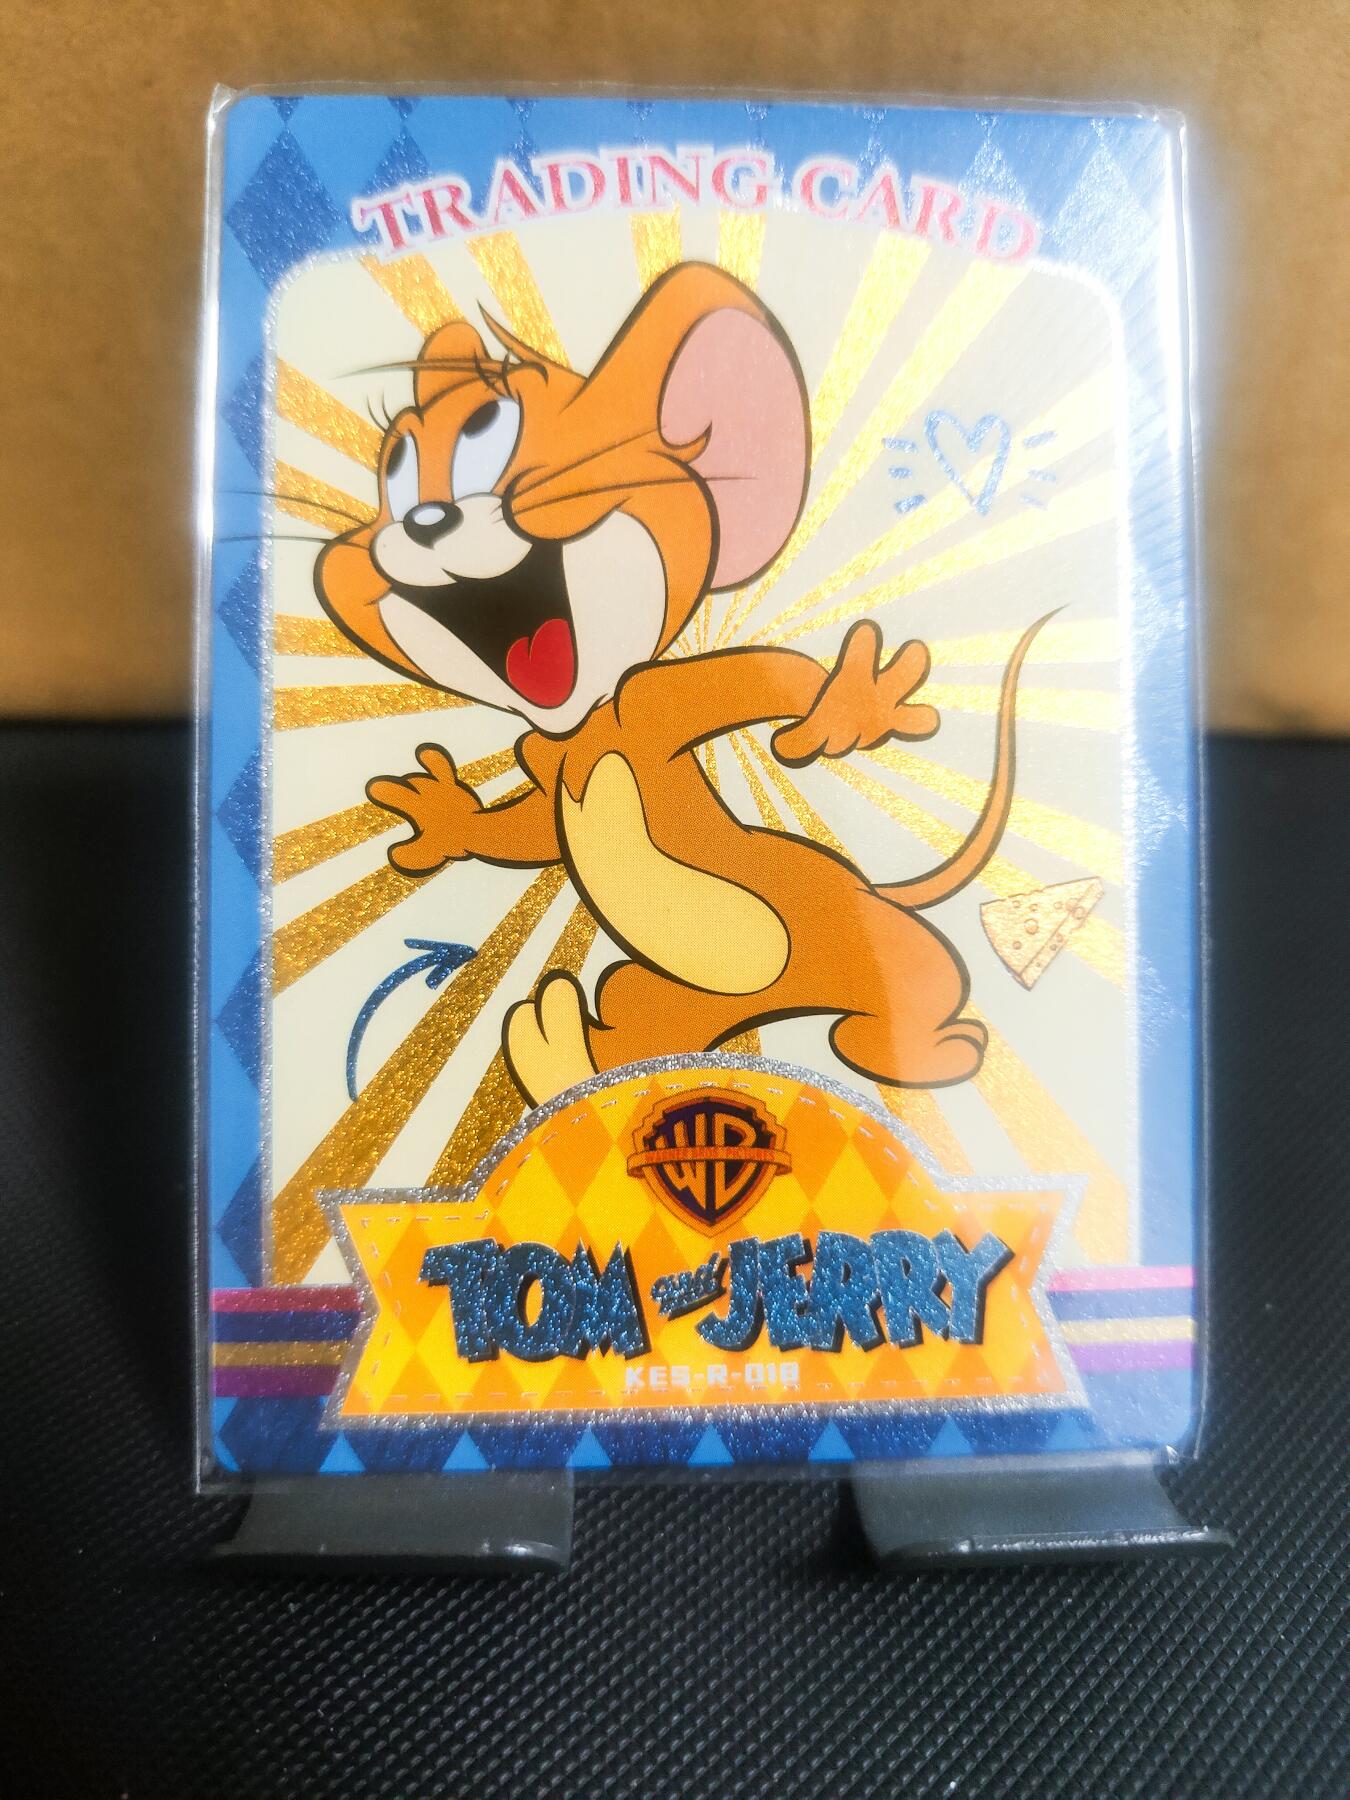 TRADING CARD
WB
TOM and JERRY
KES-R-018